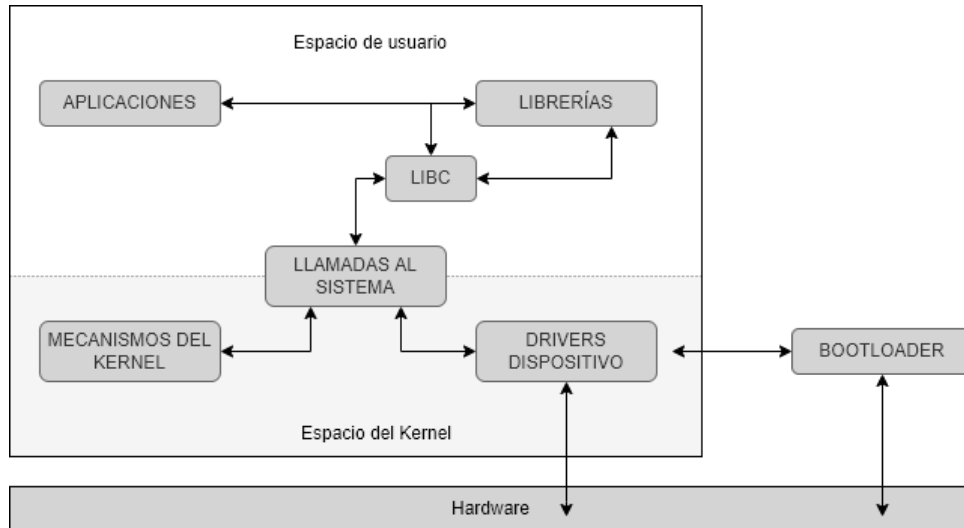 Espacio de usuario
APLICACIONES
LIBRERÍAS
LIBC
LLAMADAS AL
SISTEMA
MECANISMOS DEL
KERNEL
DRIVERS
DISPOSITIVO
BOOTLOADER
Espacio del Kernel
Hardware